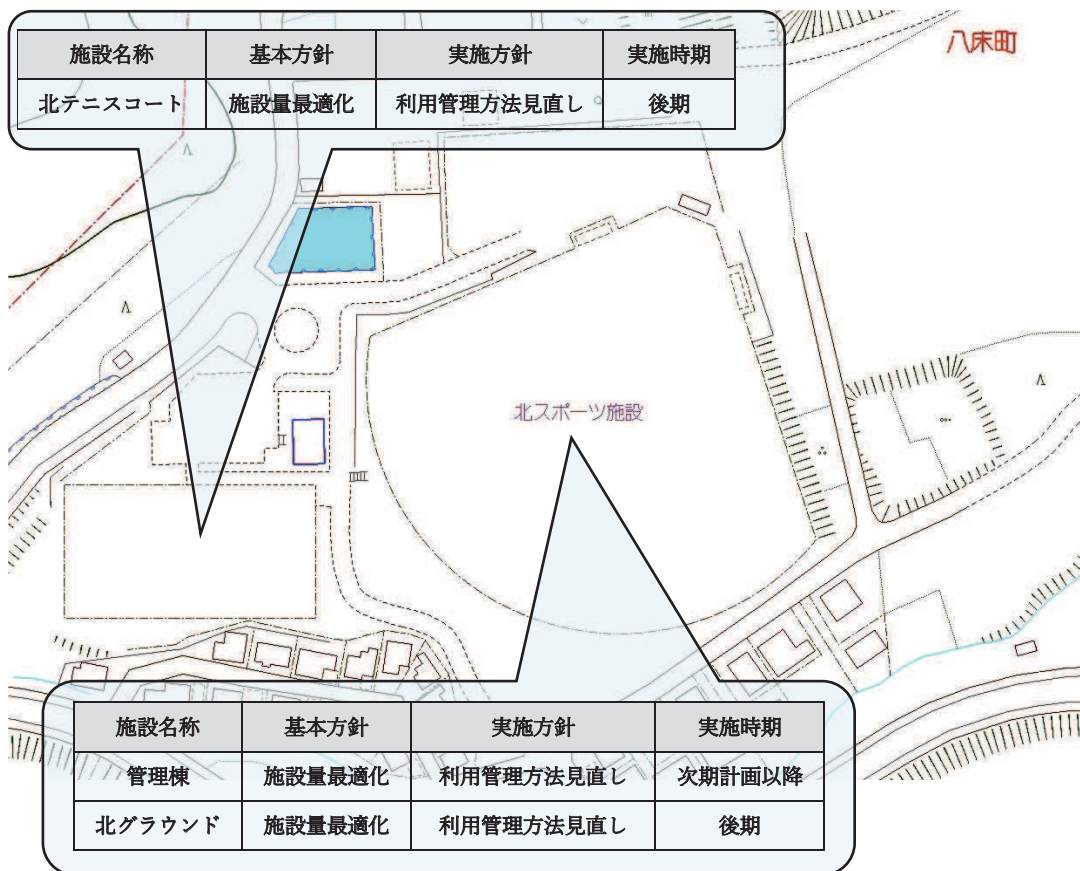 施設名称 基本方針 実施方針 実施時期
北テニスコート 施設量最適化 利用管理方法見直し 後期
八床町
北スポーツ施設
施設名称 基本方針 実施方針 実施時期
管理棟 施設量最適化 利用管理方法見直し 次期計画以降
北グラウンド 施設量最適化 利用管理方法見直し 後期